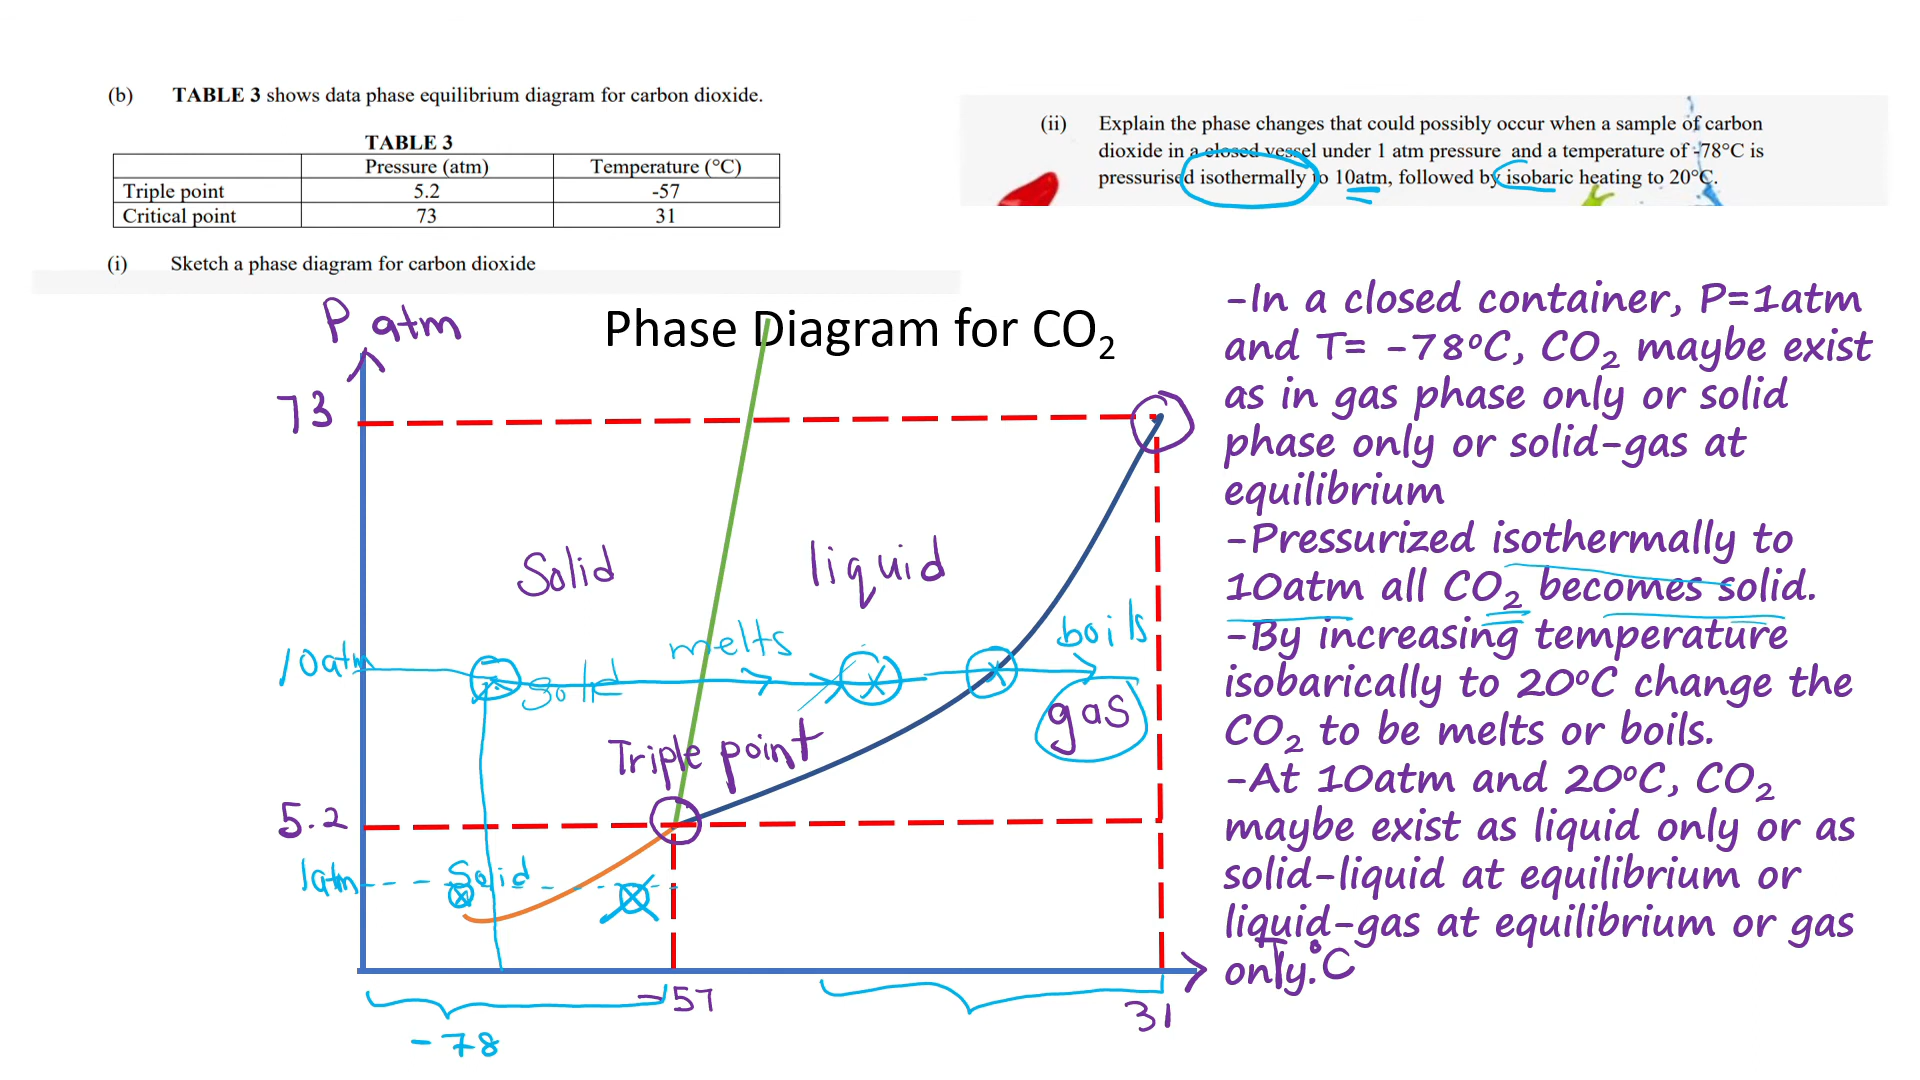 (b) TABLE 3 shows data phase equilibrium diagram for carbon dioxide.
TABLE 3
Pressure (atm) Temperature (°C)
Triple point 5.2 -57
Critical point 73 31
(i) Sketch a phase diagram for carbon dioxide
(ii) Explain the phase changes that could possibly occur when a sample of carbon
dioxide in a closed vessel under 1 atm pressure and a temperature of -78°C is
pressurised isothermally to 10atm, followed by isobaric heating to 20°C.
Phase Diagram for CO₂
P atm
73
Solid
liquid
melts
boils
10atm
solid
gas
Triple point
5.2
1atm
Solid
-57
31
-78
T °C
-In a closed container, P=1atm
and T= -78°C, CO₂ maybe exist
as in gas phase only or solid
phase only or solid-gas at
equilibrium
-Pressurized isothermally to
10atm all CO₂ becomes solid.
-By increasing temperature
isobarically to 20°C change the
CO₂ to be melts or boils.
-At 10atm and 20°C, CO₂
maybe exist as liquid only or as
solid-liquid at equilibrium or
liquid-gas at equilibrium or gas
only.